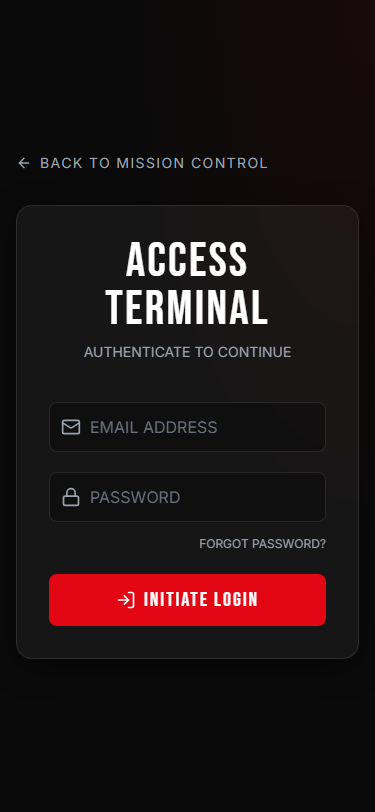 BACK TO MISSION CONTROL
ACCESS
TERMINAL
AUTHENTICATE TO CONTINUE
EMAIL ADDRESS
PASSWORD
FORGOT PASSWORD?
INITIATE LOGIN